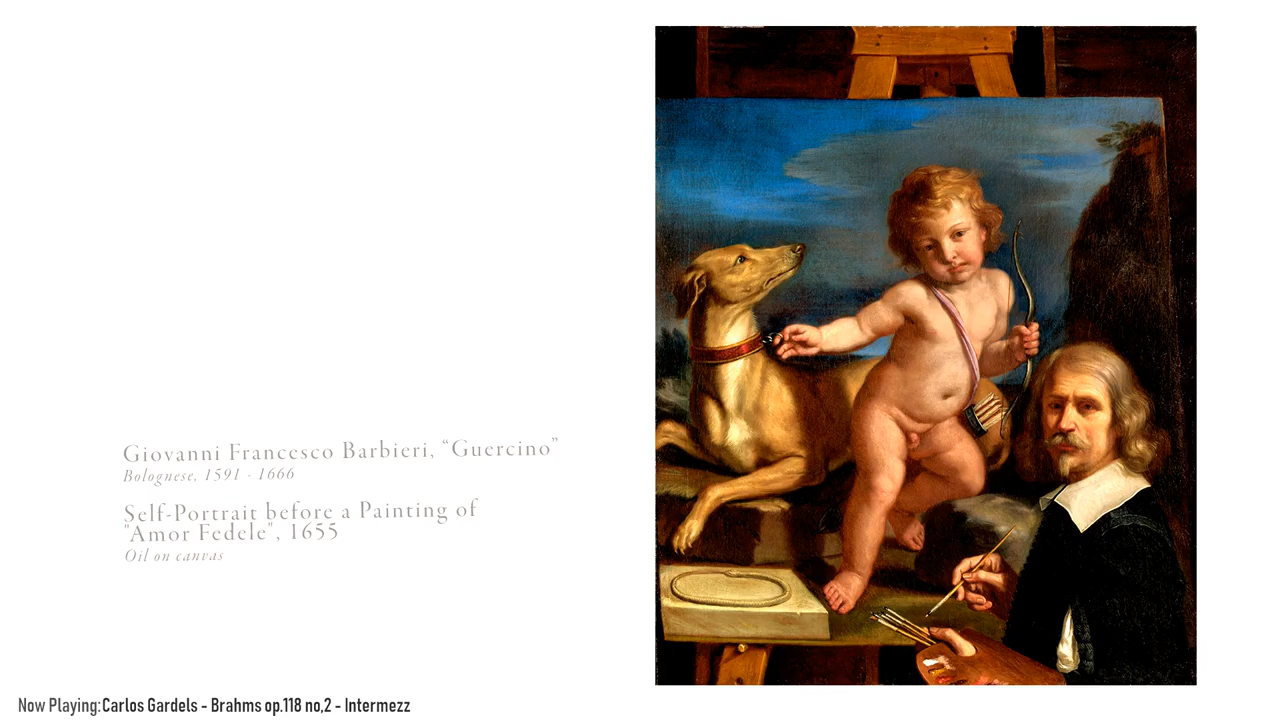 Giovanni Francesco Barbieri, “Guercino”
Bolognese, 1591 - 1666
Self-Portrait before a Painting of
"Amor Fedele", 1655
Oil on canvas
Now Playing:Carlos Gardels - Brahms op.118 no,2 - Intermezz